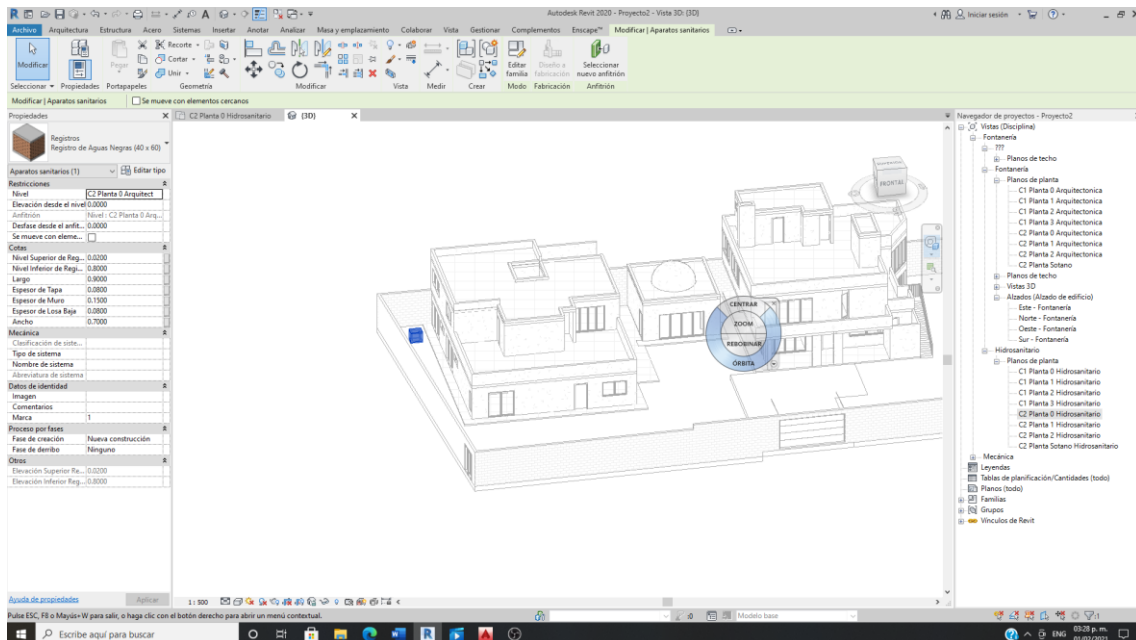 Autodesk Revit 2020 - Proyecto2 - Vista 3D: {3D}
Iniciar sesión
Archivo Arquitectura Estructura Acero Sistemas Insertar Anotar Analizar Masa y emplazamiento Colaborar Vista Gestionar Complementos Enscape™ Modificar | Aparatos sanitarios
Modificar
Pegar
Recorte
Cortar
Unir
Editar familia
Diseño a fabricación
Seleccionar nuevo anfitrión
Seleccionar Propiedades Portapapeles Geometría Modificar Vista Medir Crear Modo Fabricación Anfitrión
Modificar | Aparatos sanitarios Se mueve con elementos cercanos
Propiedades
C2 Planta 0 Hidrosanitario
{3D}
Registros
Registro de Aguas Negras (40 x 60)
Aparatos sanitarios (1) Editar tipo
Restricciones
Nivel C2 Planta 0 Arquitect
Elevación desde el nivel 0.0000
Anfitrión Nivel : C2 Planta 0 Arq...
Desfase desde el anfit... 0.0000
Se mueve con eleme...
Cotas
Nivel Superior de Reg... 0.0200
Nivel Inferior de Regi... 0.8000
Largo 0.9000
Espesor de Tapa 0.0800
Espesor de Muro 0.1500
Espesor de Losa Baja 0.0800
Ancho 0.7000
Mecánica
Clasificación de siste...
Tipo de sistema
Nombre de sistema
Abreviatura de sistema
Datos de identidad
Imagen
Comentarios
Marca 1
Proceso por fases
Fase de creación Nueva construcción
Fase de derribo Ninguno
Otros
Elevación Superior Re... 0.0200
Elevación Inferior Reg... 0.8000
Ayuda de propiedades Aplicar
FRONTAL
CENTRAR
ZOOM
REBOBINAR
ÓRBITA
1 : 300
Navegador de proyectos - Proyecto2
Vistas (Disciplina)
Fontanería
???
Planos de techo
Fontanería
Planos de planta
C1 Planta 0 Arquitectonica
C1 Planta 1 Arquitectonica
C1 Planta 2 Arquitectonica
C1 Planta 3 Arquitectonica
C2 Planta 0 Arquitectonica
C2 Planta 1 Arquitectonica
C2 Planta 2 Arquitectonica
C2 Planta Sotano
Planos de techo
Vistas 3D
Alzados (Alzado de edificio)
Este - Fontanería
Norte - Fontanería
Oeste - Fontanería
Sur - Fontanería
Hidrosanitario
Planos de planta
C1 Planta 0 Hidrosanitario
C1 Planta 1 Hidrosanitario
C1 Planta 2 Hidrosanitario
C1 Planta 3 Hidrosanitario
C2 Planta 0 Hidrosanitario
C2 Planta 1 Hidrosanitario
C2 Planta 2 Hidrosanitario
C2 Planta Sotano Hidrosanitario
Mecánica
Leyendas
Tablas de planificación/Cantidades (todo)
Planos (todo)
Familias
Grupos
Vínculos de Revit
Pulse ESC, F8 o Mayús+W para salir, o haga clic con el botón derecho para abrir un menú contextual.
:0 Modelo base :1
Escribe aquí para buscar
ENG 03:28 p. m.